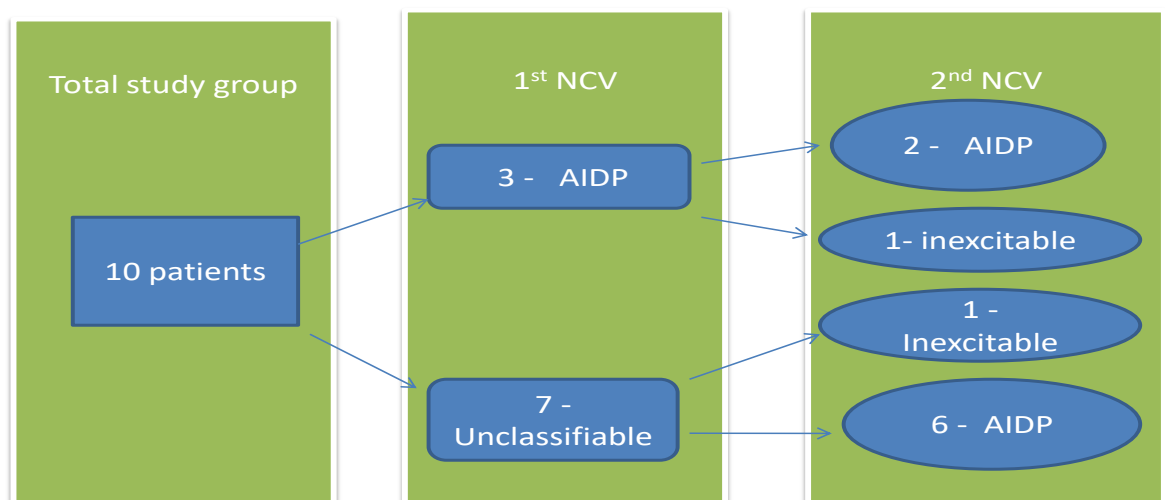 Total study group
10 patients
1st NCV
3 - AIDP
7 -
Unclassifiable
2nd NCV
2 - AIDP
1- inexcitable
1 -
Inexcitable
6 - AIDP